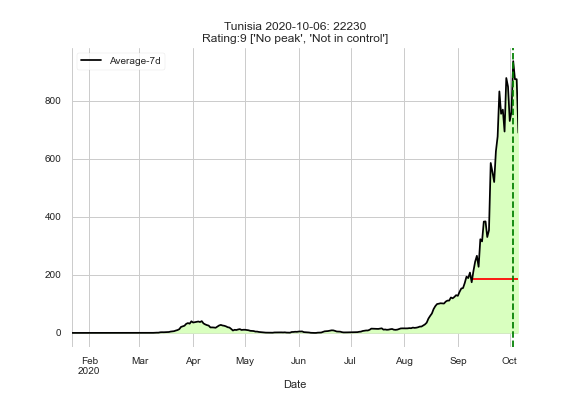 Tunisia 2020-10-06: 22230
Rating:9 ['No peak', 'Not in control']
Average-7d
800
600
400
200
0
Feb Mar Apr May Jun Jul Aug Sep Oct
2020
Date